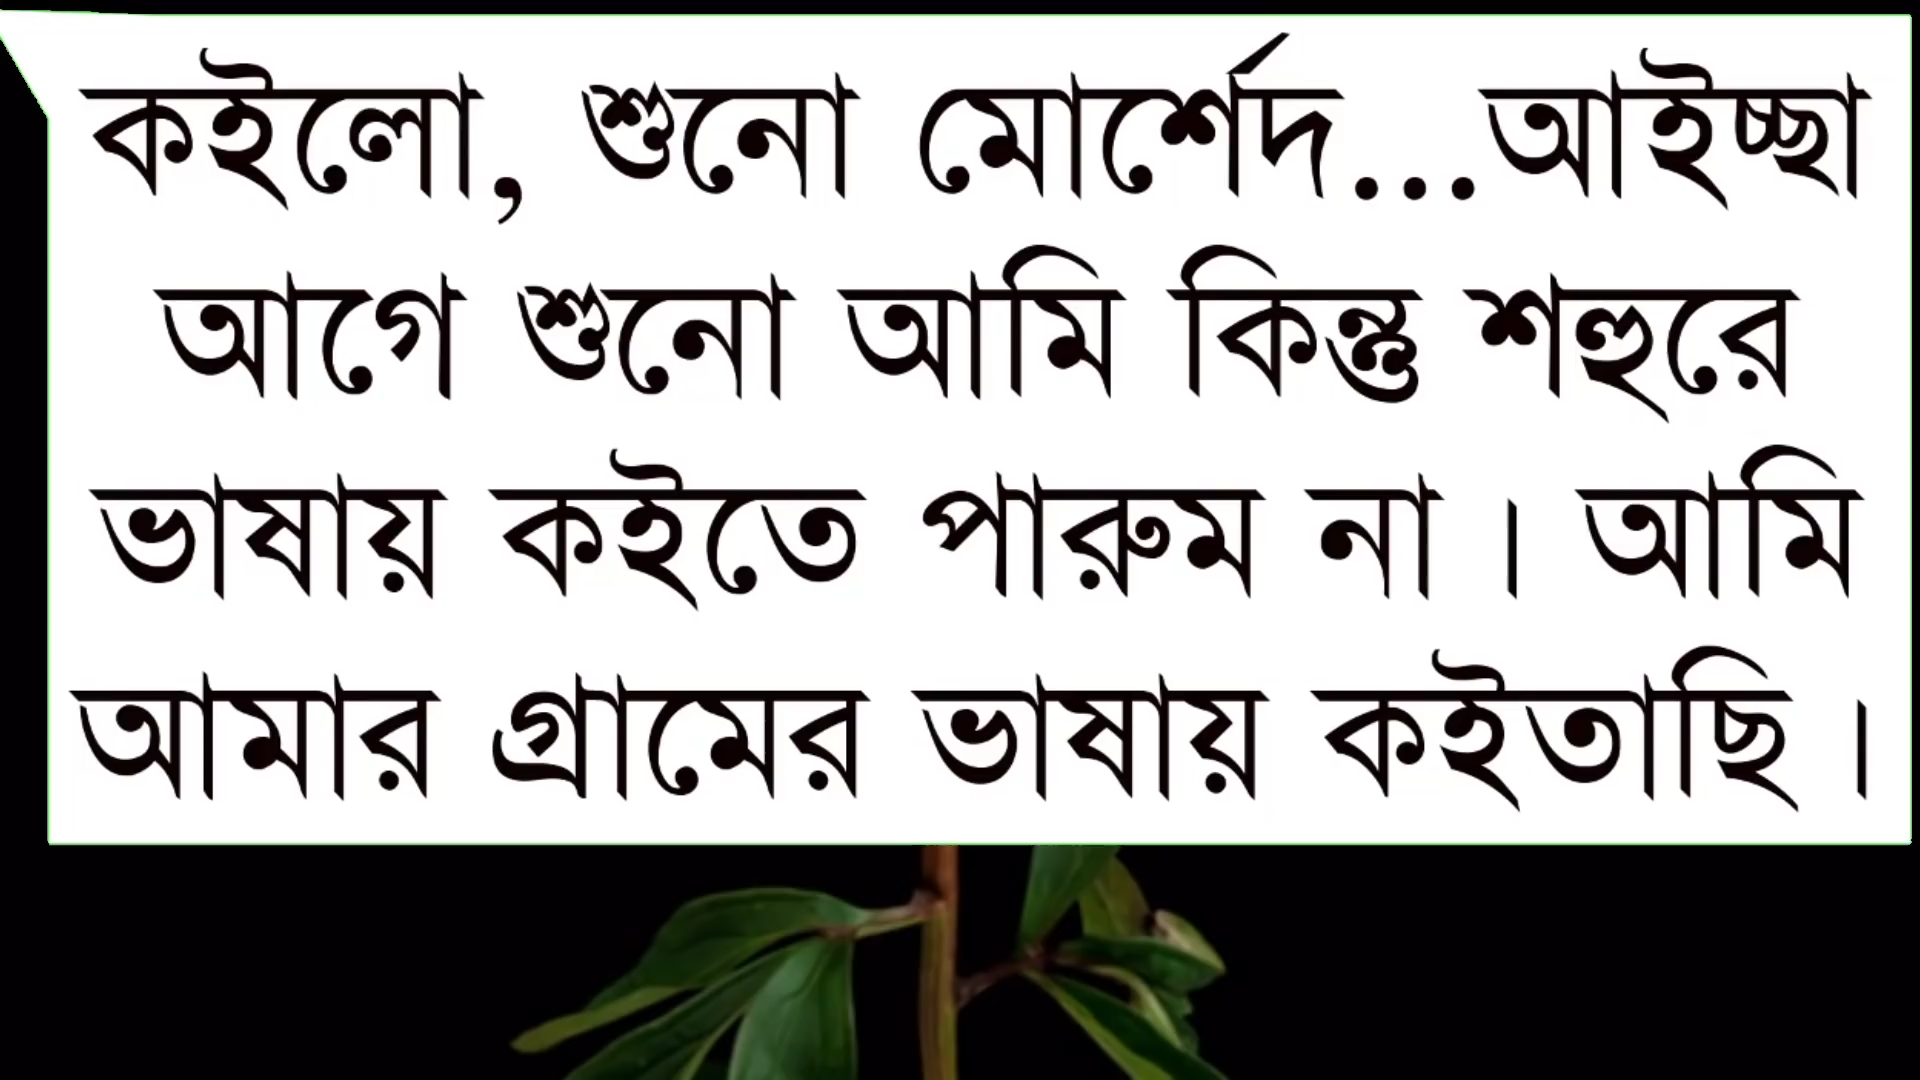 কইলো, শুনো মোর্শেদ...আইচ্ছা
আগে শুনো আমি কিন্তু শহুরে
ভাষায় কইতে পারুম না। আমি
আমার গ্রামের ভাষায় কইতাছি।